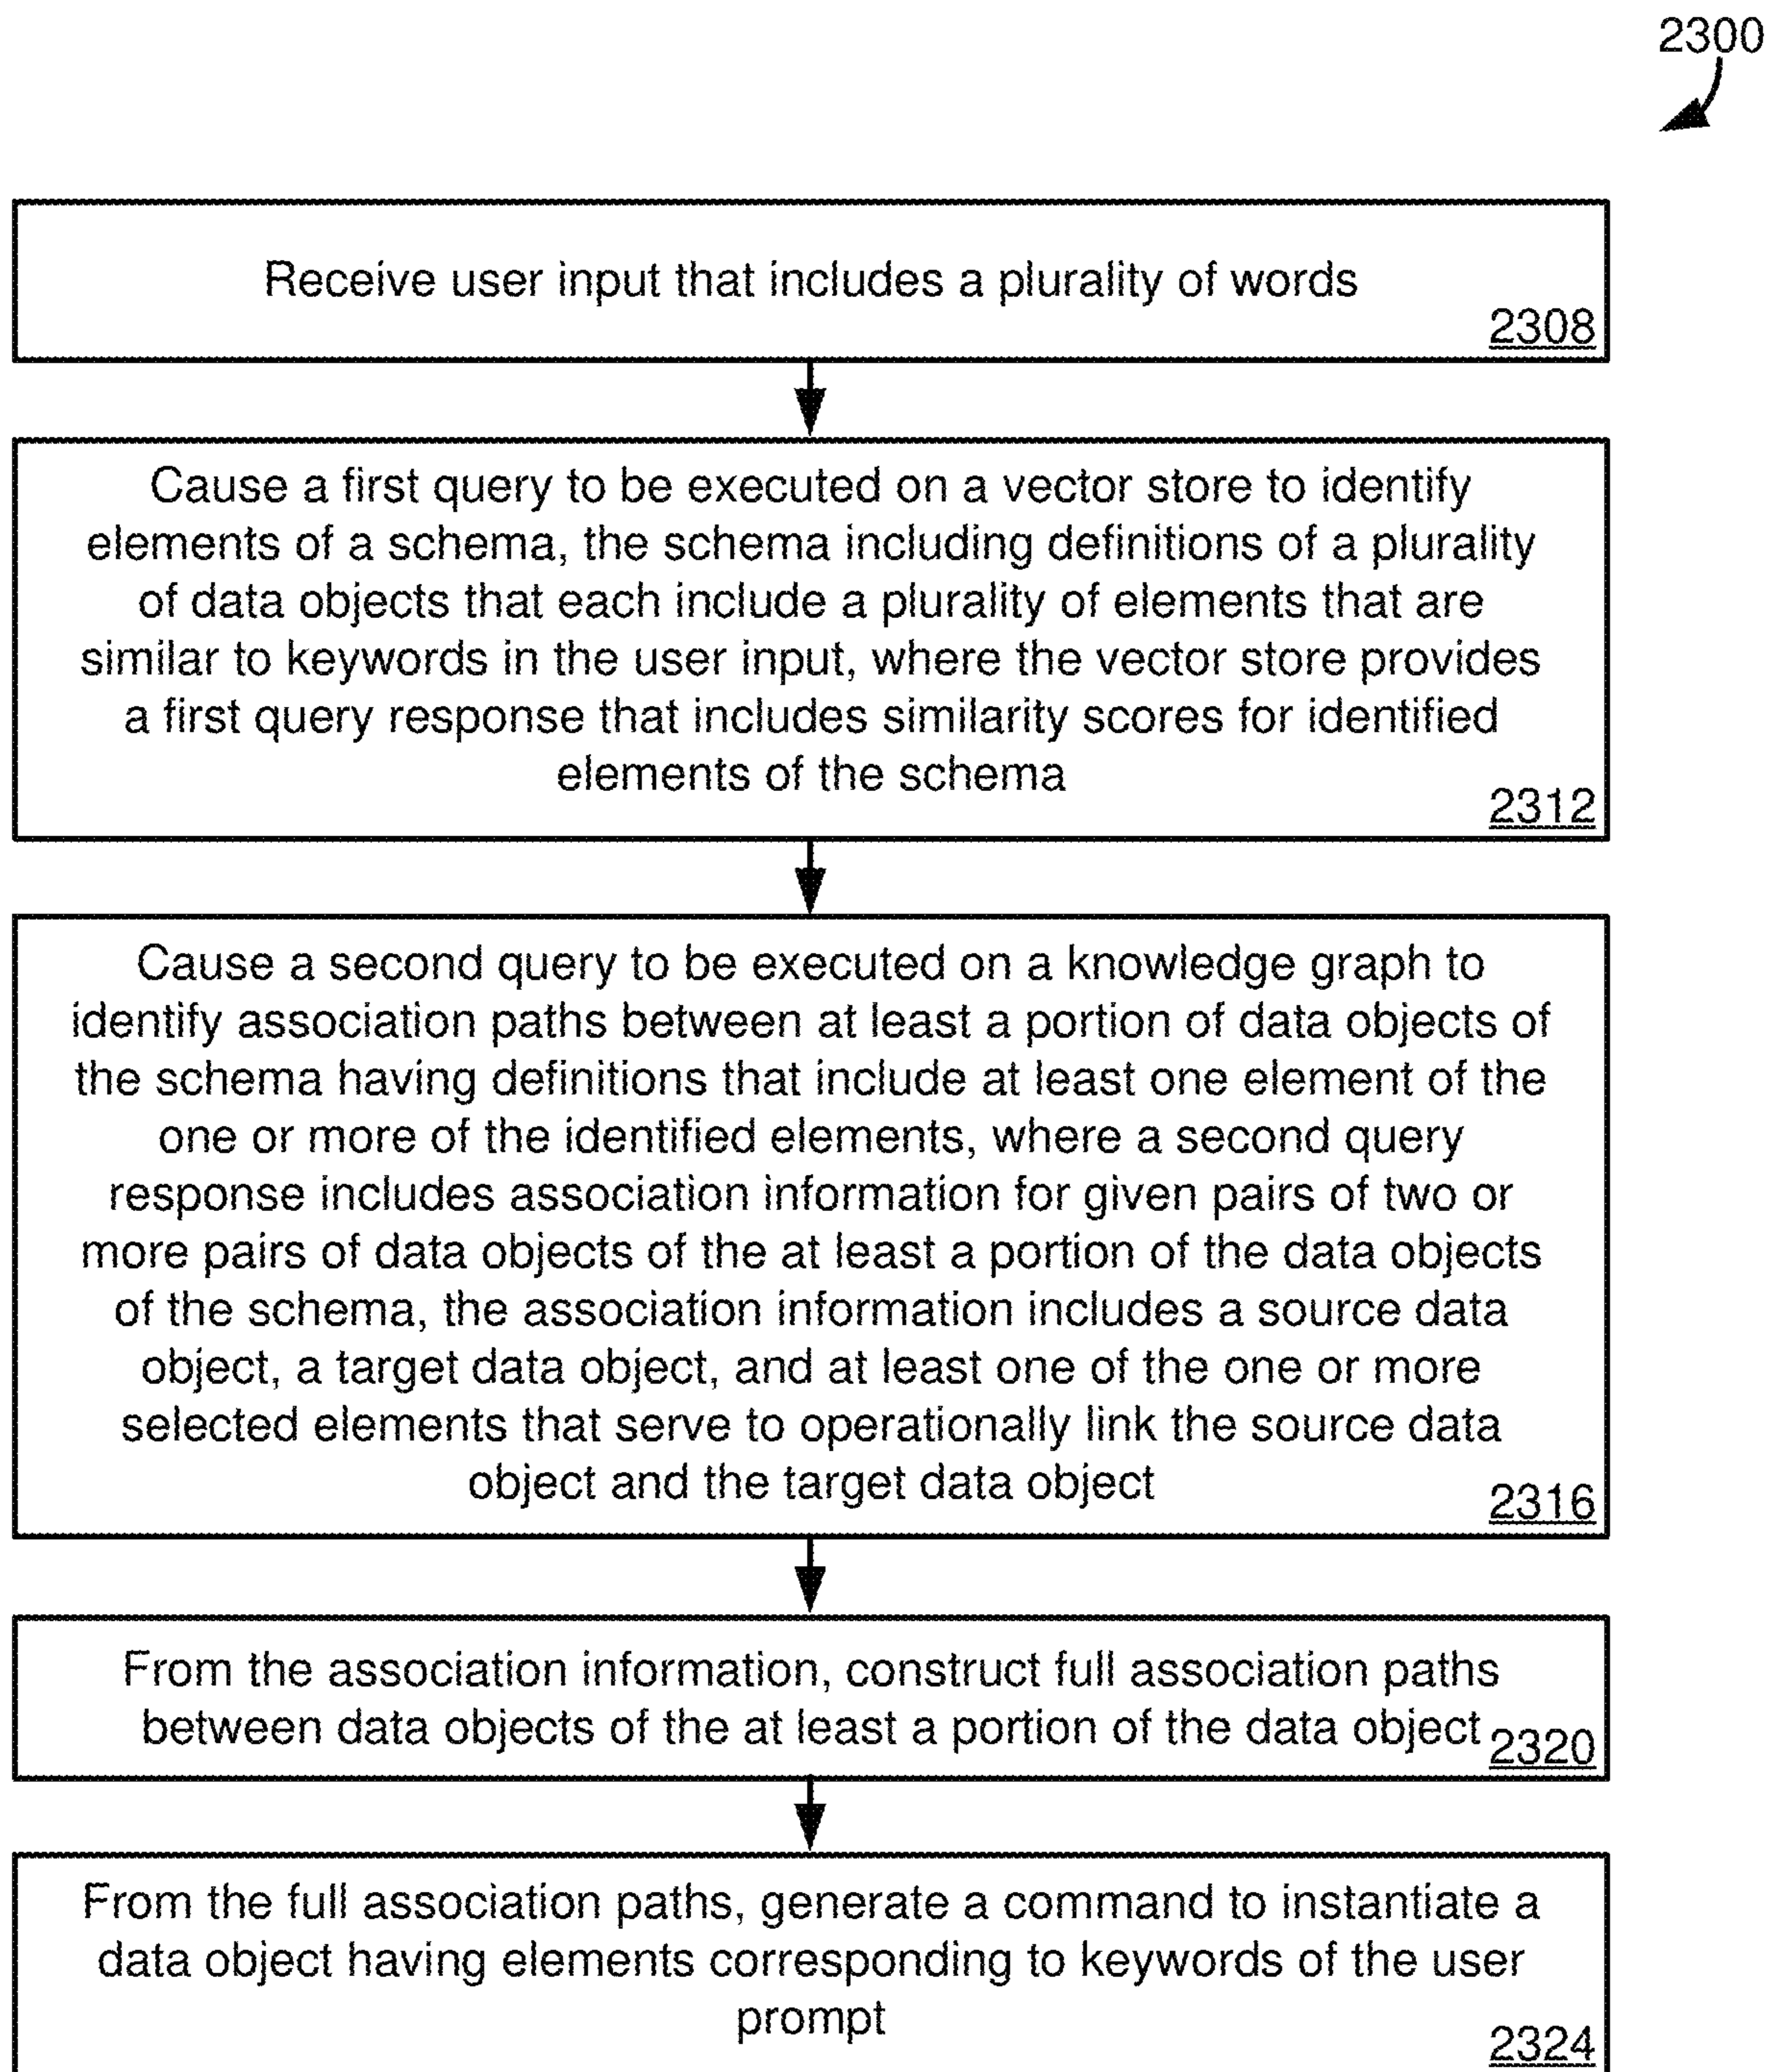 2300
Receive user input that includes a plurality of words
2308
Cause a first query to be executed on a vector store to identify
elements of a schema, the schema including definitions of a plurality
of data objects that each include a plurality of elements that are
similar to keywords in the user input, where the vector store provides
a first query response that includes similarity scores for identified
elements of the schema
2312
Cause a second query to be executed on a knowledge graph to
identify association paths between at least a portion of data objects of
the schema having definitions that include at least one element of the
one or more of the identified elements, where a second query
response includes association information for given pairs of two or
more pairs of data objects of the at least a portion of the data objects
of the schema, the association information includes a source data
object, a target data object, and at least one of the one or more
selected elements that serve to operationally link the source data
object and the target data object
2316
From the association information, construct full association paths
between data objects of the at least a portion of the data object
2320
From the full association paths, generate a command to instantiate a
data object having elements corresponding to keywords of the user
prompt
2324